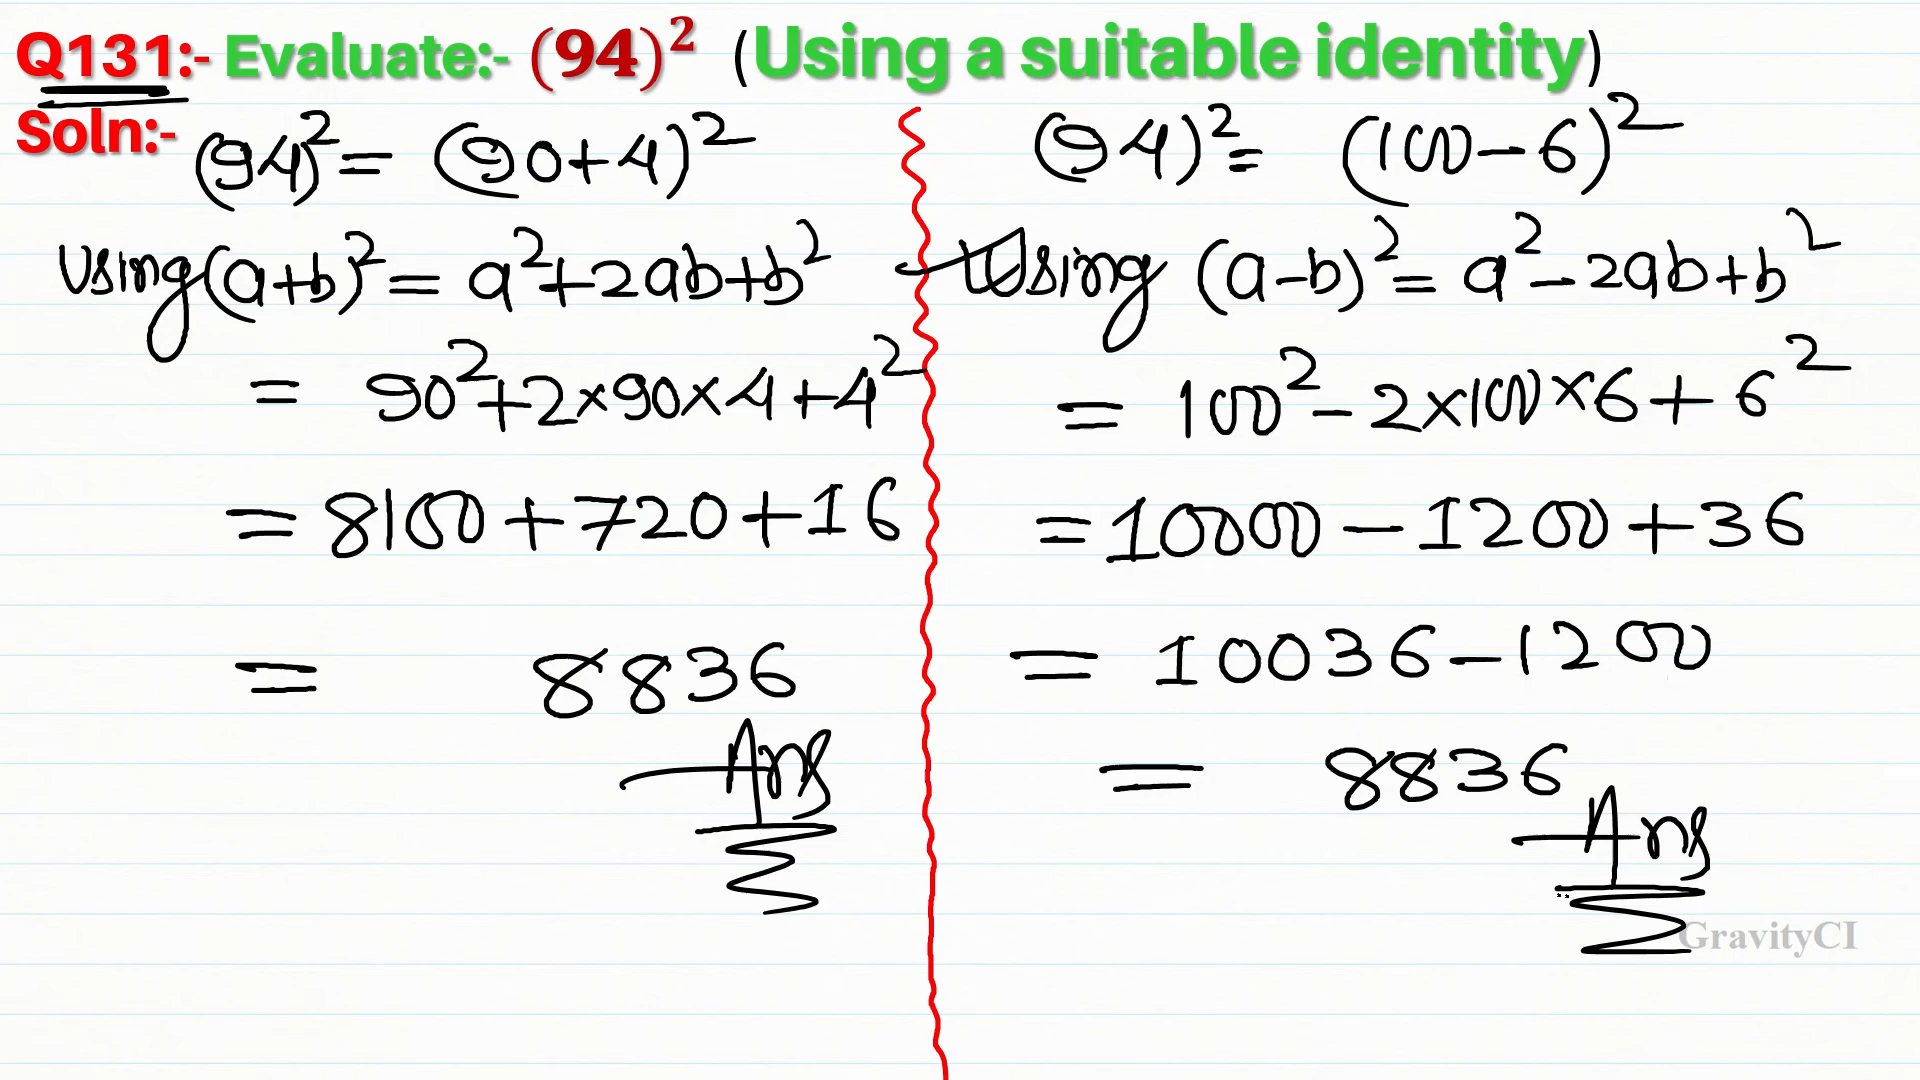 Q131:- Evaluate:- (94)² (Using a suitable identity)
Soln:-
(94)² = (90+4)²
Using (a+b)² = a²+2ab+b²
= 90²+2×90×4+4²
= 8100+720+16
= 8836
Ans
(94)² = (100-6)²
Using (a-b)² = a²-2ab+b²
= 100²-2×100×6+6²
= 10000-1200+36
= 10036-1200
= 8836
Ans
GravityCI